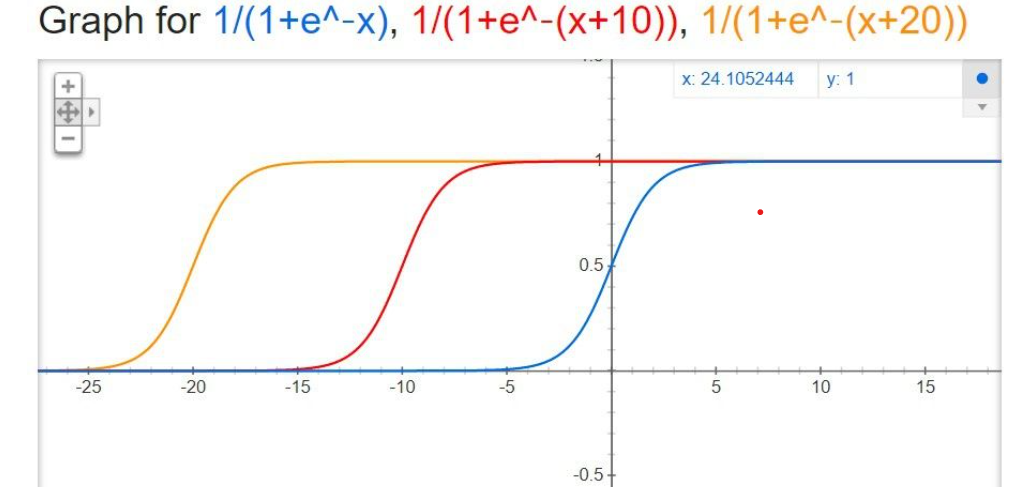 Graph for 1/(1+e^-x), 1/(1+e^-(x+10)), 1/(1+e^-(x+20))
x: 24.1052444 y: 1
1
0.5
-25 -20 -15 -10 -5 5 10 15
-0.5